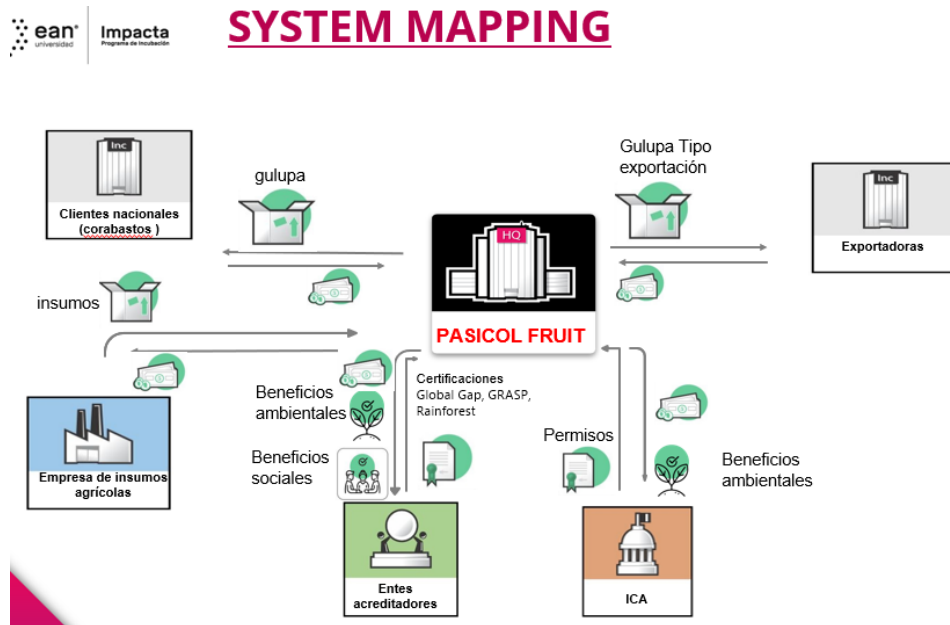 ean®
universidad
Impacta
Programa de Incubación
SYSTEM MAPPING
Inc
Clientes nacionales
(corabastos )
gulupa
Gulupa Tipo
exportación
Inc
Exportadoras
HQ
PASICOL FRUIT
insumos
Empresa de insumos
agrícolas
Beneficios
ambientales
Beneficios
sociales
Certificaciones
Global Gap, GRASP,
Rainforest
Permisos
Beneficios
ambientales
Entes
acreditadores
ICA